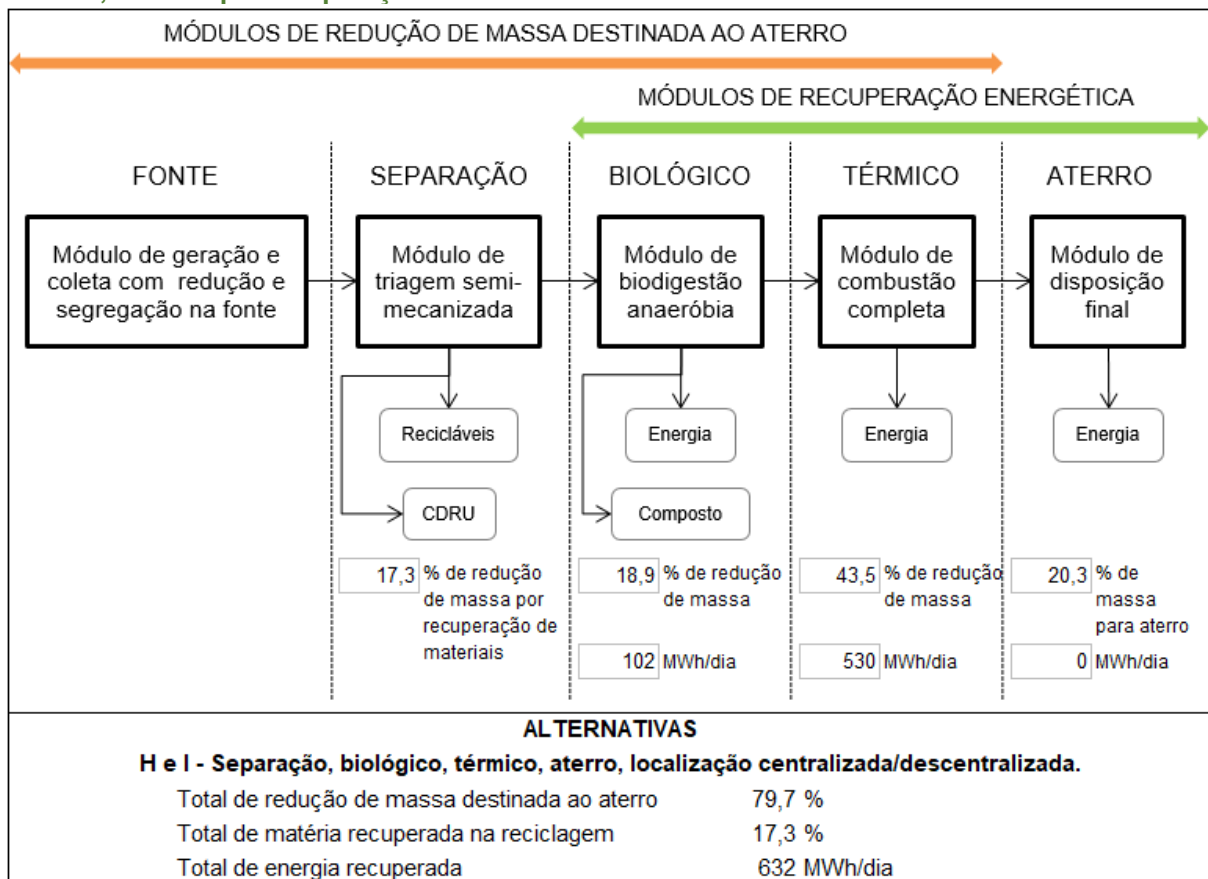 MÓDULOS DE REDUÇÃO DE MASSA DESTINADA AO ATERRO
MÓDULOS DE RECUPERAÇÃO ENERGÉTICA
FONTE
SEPARAÇÃO
BIOLÓGICO
TÉRMICO
ATERRO
Módulo de geração e
coleta com redução e
segregação na fonte
Módulo de
triagem semi-
mecanizada
Módulo de
biodigestão
anaeróbia
Módulo de
combustão
completa
Módulo de
disposição
final
Recicláveis
Energia
Energia
Energia
CDRU
Composto
17,3 % de redução
de massa por
recuperação de
materiais
18,9 % de redução
de massa
43,5 % de redução
de massa
20,3 % de
massa
para aterro
102 MWh/dia
530 MWh/dia
0 MWh/dia
ALTERNATIVAS
H e I - Separação, biológico, térmico, aterro, localização centralizada/descentralizada.
Total de redução de massa destinada ao aterro 79,7 %
Total de matéria recuperada na reciclagem 17,3 %
Total de energia recuperada 632 MWh/dia